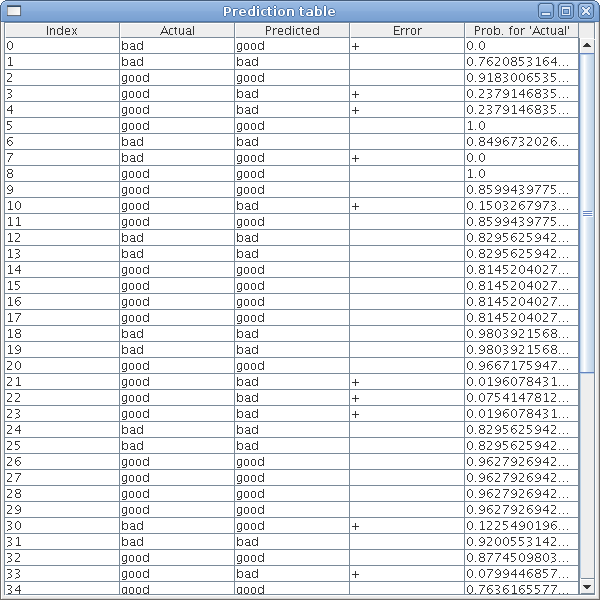 Prediction table
Index Actual Predicted Error Prob. for 'Actual'
0 bad good + 0.0
1 bad bad 0.7620853164...
2 good good 0.9183006535...
3 good bad + 0.2379146835...
4 good bad + 0.2379146835...
5 good good 1.0
6 bad bad 0.8496732026...
7 bad good + 0.0
8 good good 1.0
9 good good 0.8599439775...
10 good bad + 0.1503267973...
11 good good 0.8599439775...
12 bad bad 0.8295625942...
13 bad bad 0.8295625942...
14 good good 0.8145204027...
15 good good 0.8145204027...
16 good good 0.8145204027...
17 good good 0.8145204027...
18 bad bad 0.9803921568...
19 bad bad 0.9803921568...
20 good good 0.9667175947...
21 good bad + 0.0196078431...
22 good bad + 0.0754147812...
23 good bad + 0.0196078431...
24 bad bad 0.8295625942...
25 bad bad 0.8295625942...
26 good good 0.9627926942...
27 good good 0.9627926942...
28 good good 0.9627926942...
29 good good 0.9627926942...
30 bad good + 0.1225490196...
31 bad bad 0.9200553142...
32 good good 0.8774509803...
33 good bad + 0.0799446857...
34 good good 0.7636165577...